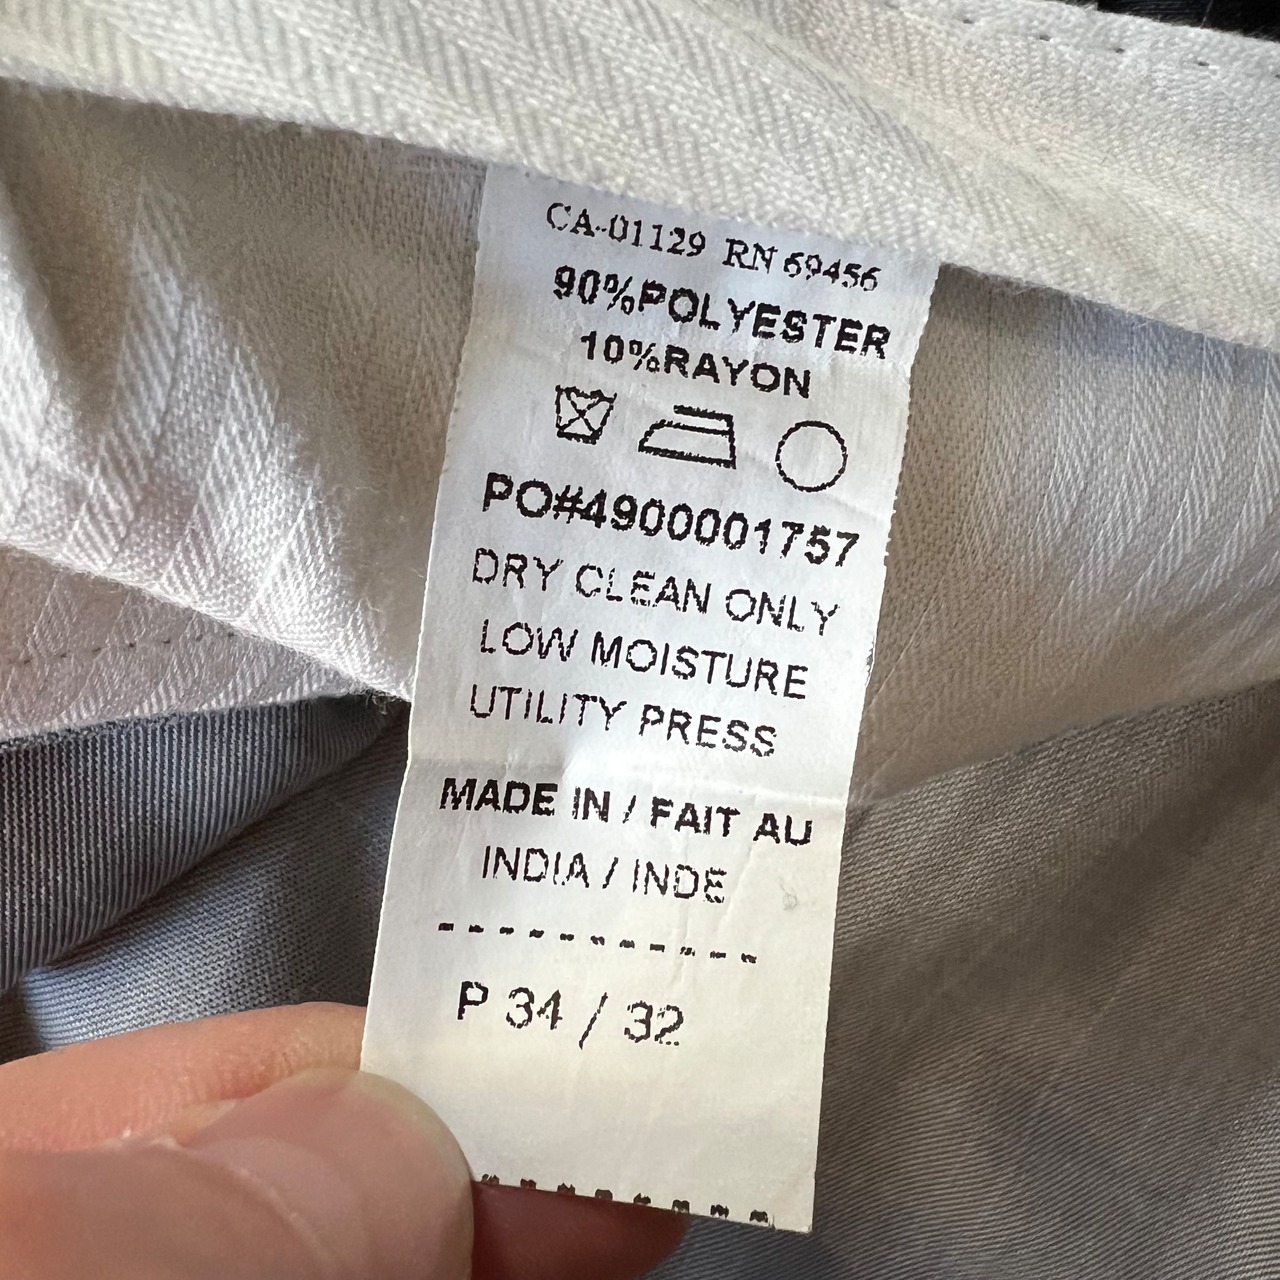 CA-01129 RN 69456
90%POLYESTER
10%RAYON
PO#4900001757
DRY CLEAN ONLY
LOW MOISTURE
UTILITY PRESS
MADE IN / FAIT AU
INDIA / INDE
-----------
P 34 / 32